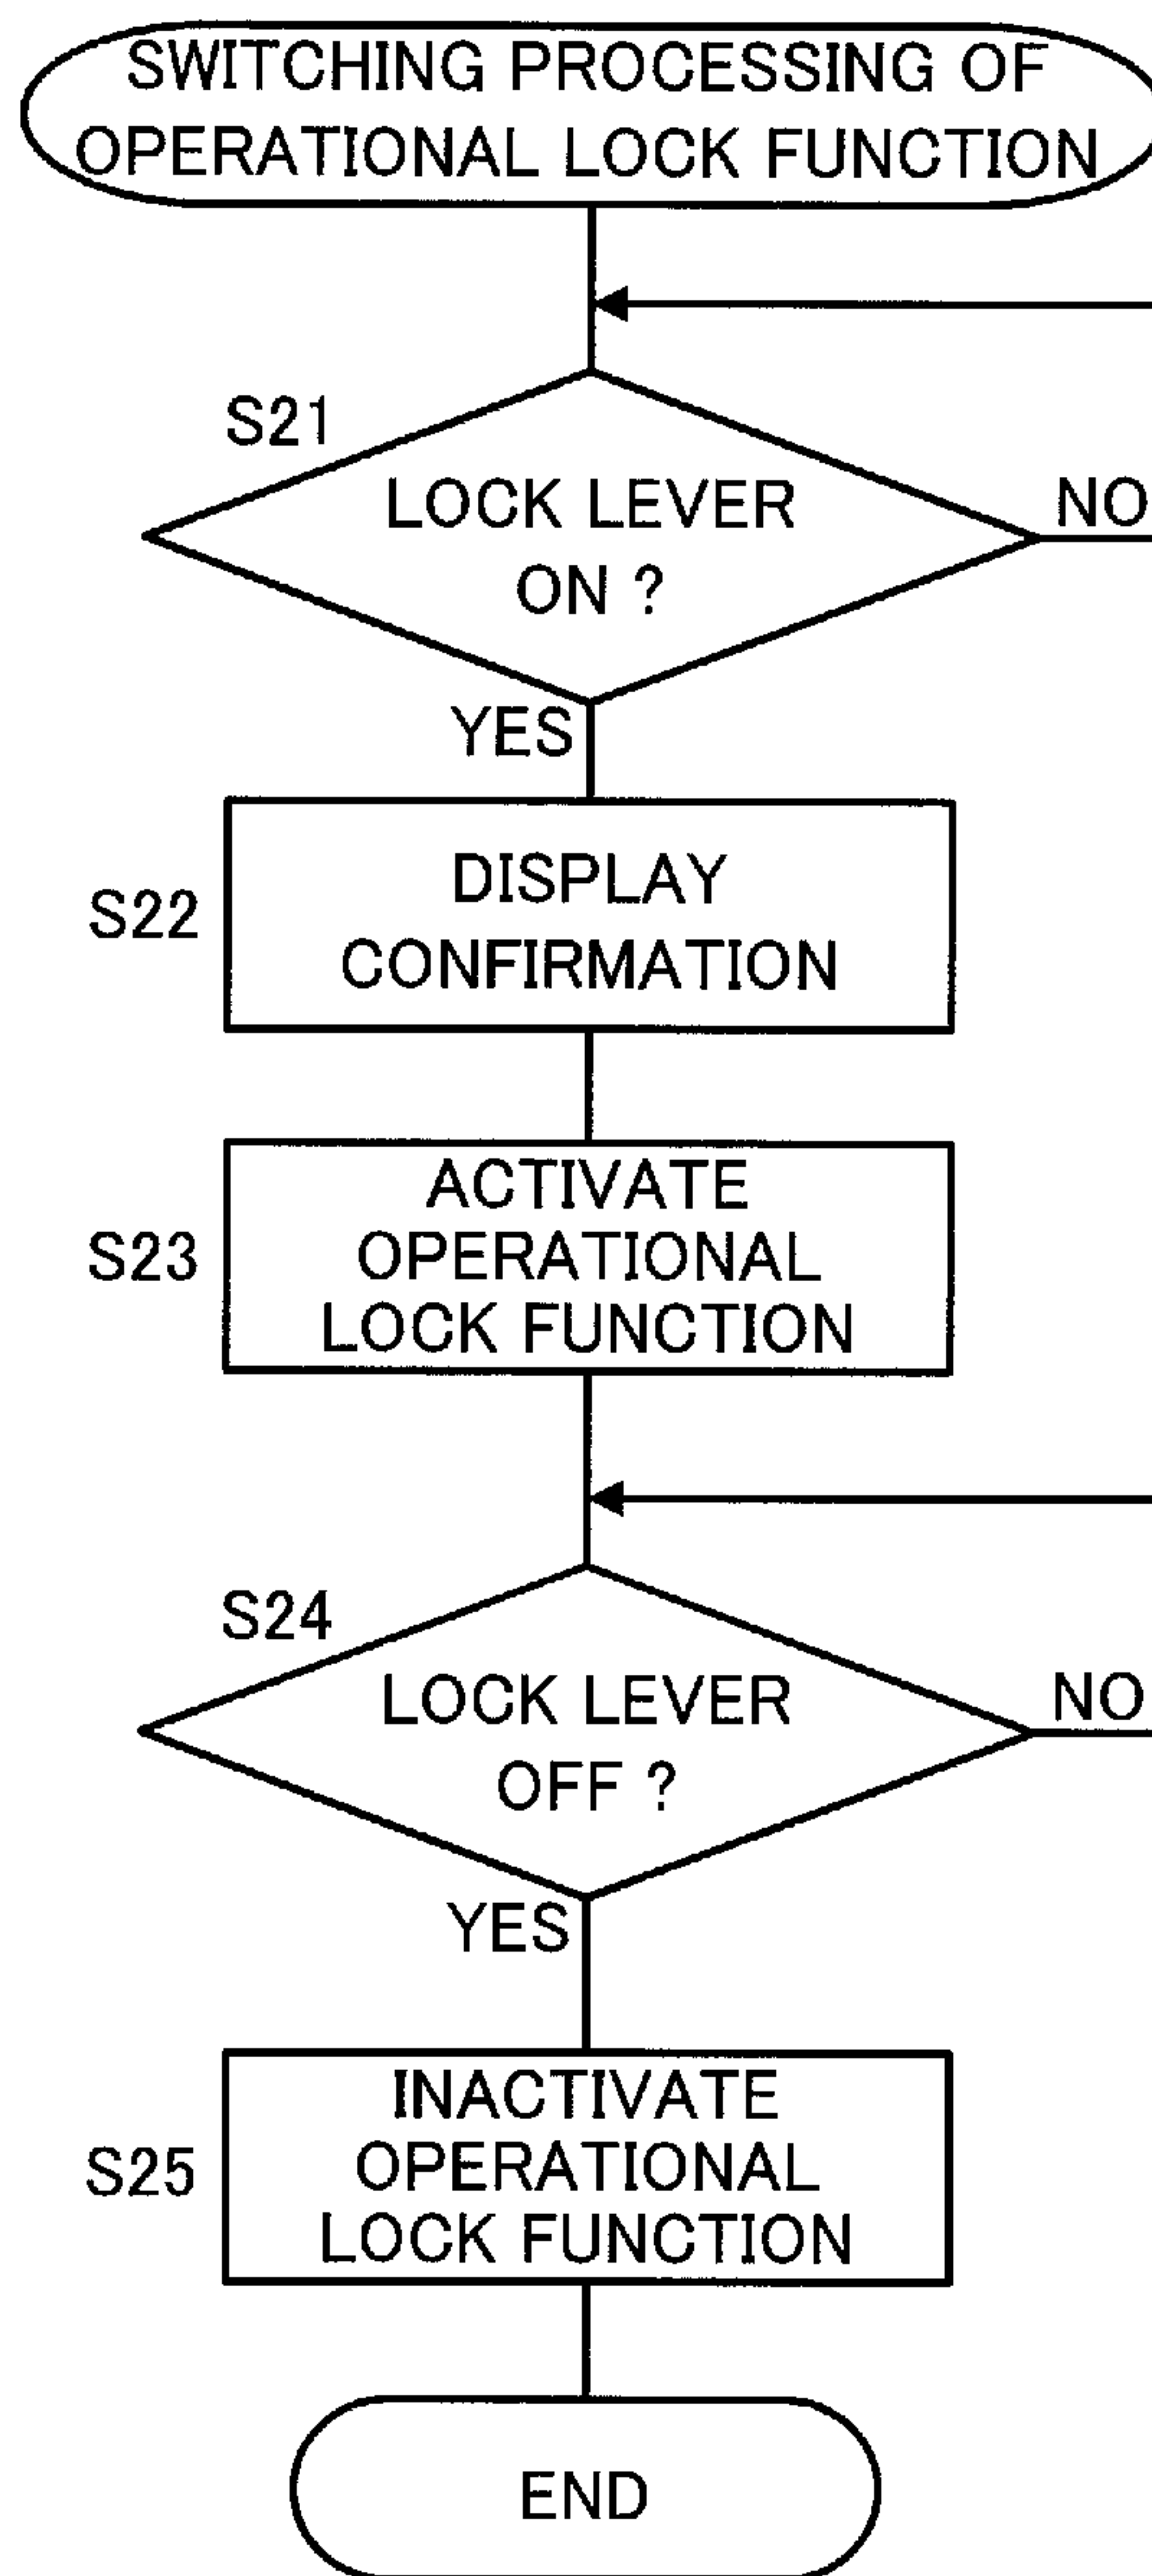 SWITCHING PROCESSING OF
OPERATIONAL LOCK FUNCTION
S21
LOCK LEVER
ON ?
NO
YES
S22
DISPLAY
CONFIRMATION
S23
ACTIVATE
OPERATIONAL
LOCK FUNCTION
S24
LOCK LEVER
OFF ?
NO
YES
S25
INACTIVATE
OPERATIONAL
LOCK FUNCTION
END